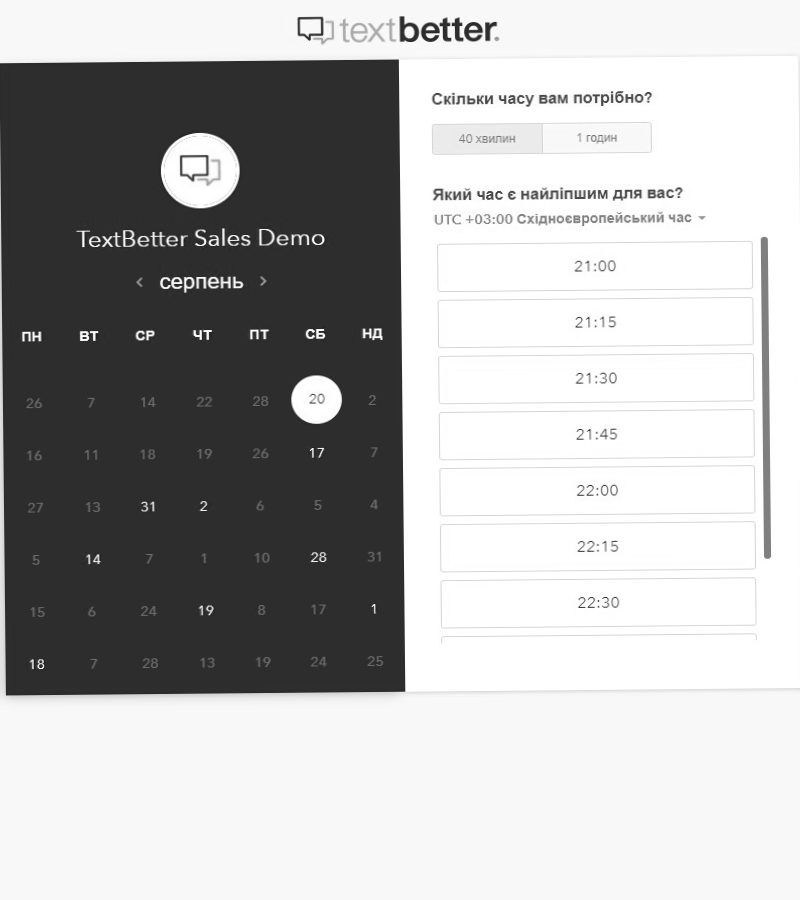 textbetter.
TextBetter Sales Demo
серпень
ПН ВТ СР ЧТ ПТ СБ НД
26 7 14 22 28 20 2
16 11 18 19 26 17 7
27 13 31 2 6 5 4
5 14 7 1 10 28 31
15 6 24 19 8 17 1
18 7 28 13 19 24 25
Скільки часу вам потрібно?
40 хвилин 1 годин
Який час є найліпшим для вас?
UTC +03:00 Східноєвропейський час
21:00
21:15
21:30
21:45
22:00
22:15
22:30